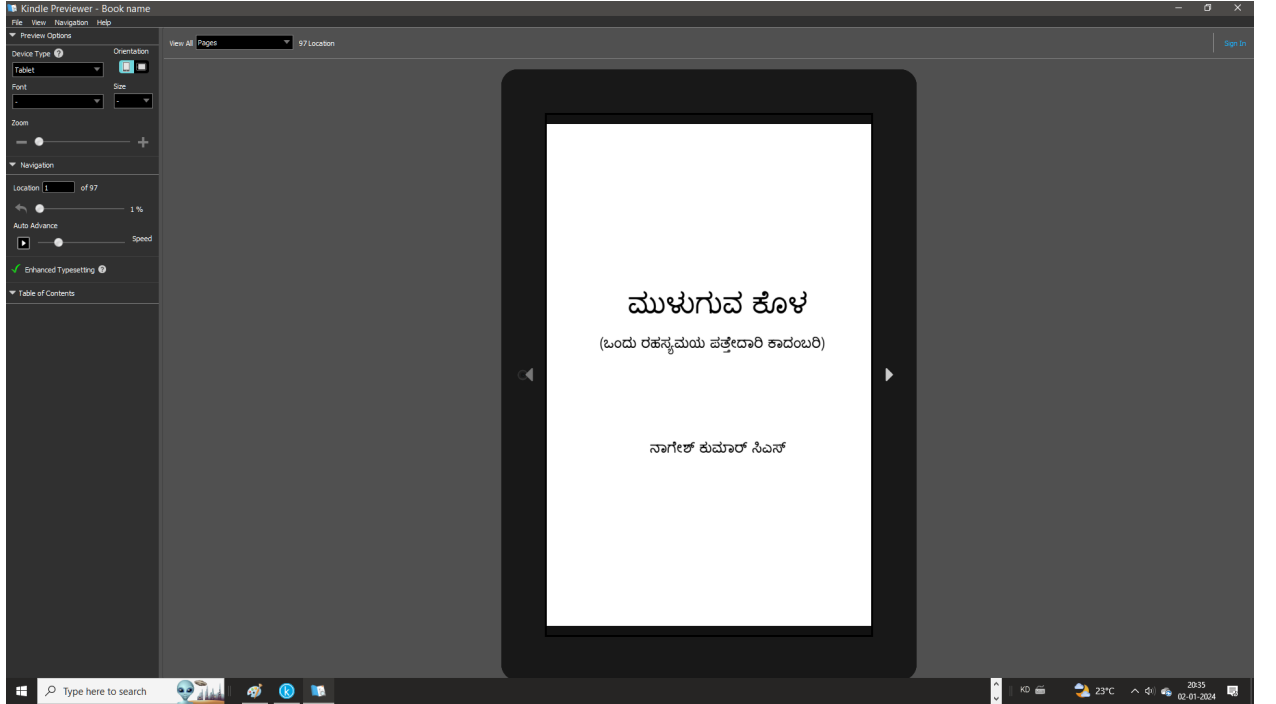 Kindle Previewer - Book name
File View Navigation Help
Preview Options
Device Type ?
Orientation
Tablet
Font
Size
-
-
Zoom
Navigation
Location 1 of 97
1 %
Auto Advance
Speed
Enhanced Typesetting ?
Table of Contents
View All Pages 97 Location
Sign In
ಮುಳುಗುವ ಕೊಳ
(ಒಂದು ರಹಸ್ಯಮಯ ಪತ್ತೇದಾರಿ ಕಾದಂಬರಿ)
ನಾಗೇಶ್ ಕುಮಾರ್ ಸಿಎಸ್
Type here to search
k
KD
23°C
20:35
02-01-2024